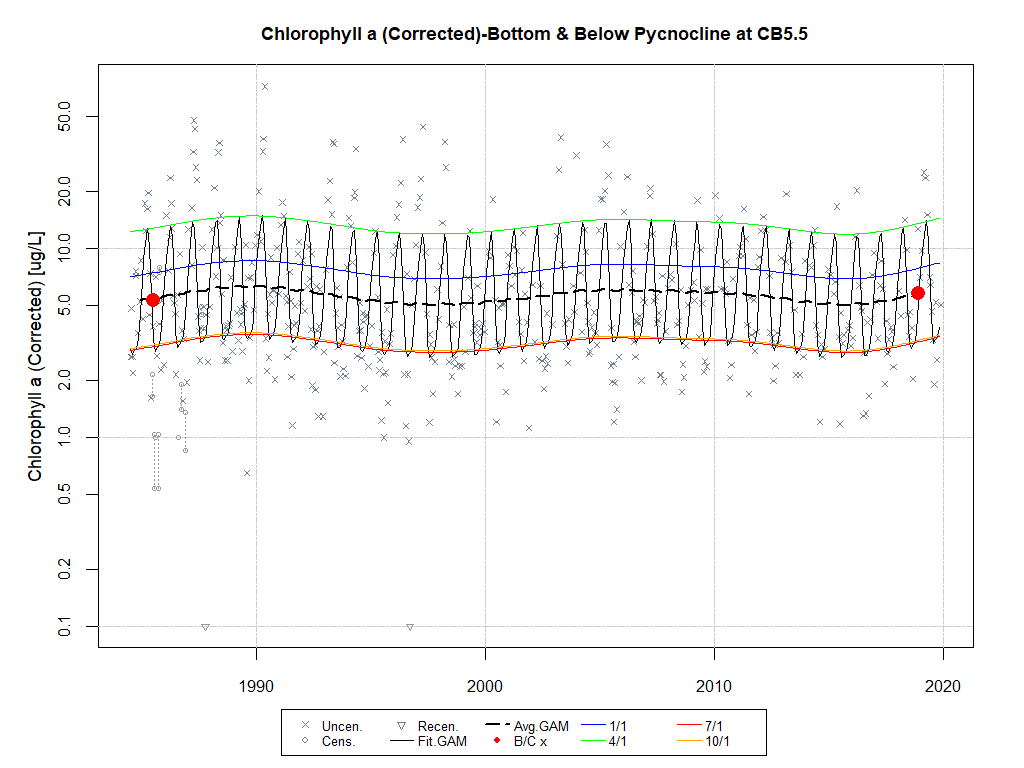 Chlorophyll a (Corrected)-Bottom & Below Pycnocline at CB5.5
Chlorophyll a (Corrected) [ug/L]
50.0
20.0
10.0
5.0
2.0
1.0
0.5
0.2
0.1
1990 2000 2010 2020
Uncen. Recen. Avg.GAM 1/1 7/1
Cens. Fit.GAM B/C x 4/1 10/1